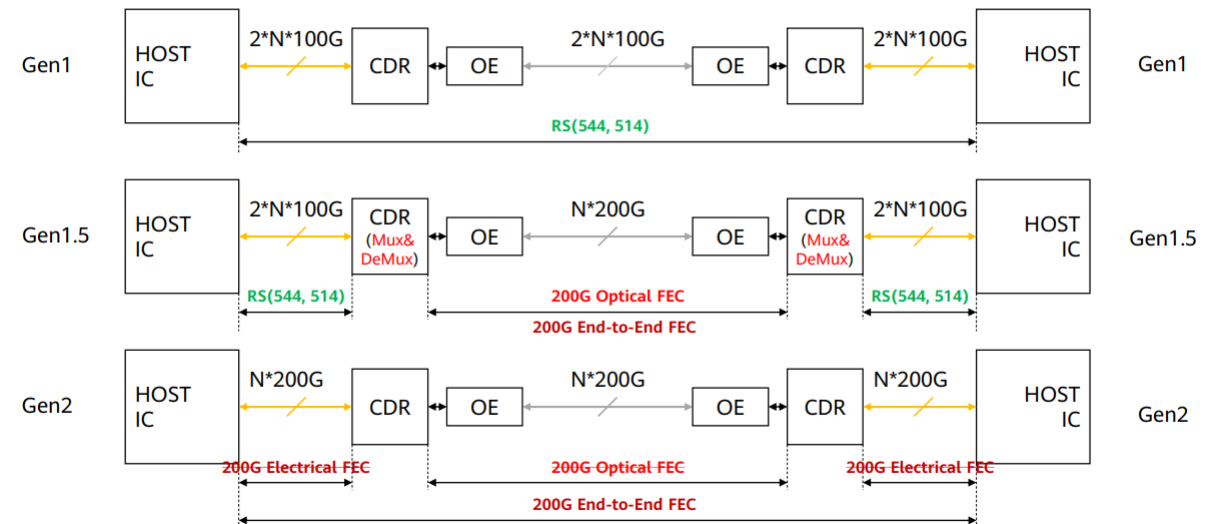 2*N*100G
2*N*100G
2*N*100G
Gen1
HOST
IC
CDR
OE
OE
CDR
HOST
IC
Gen1
RS(544, 514)
2*N*100G
N*200G
2*N*100G
Gen1.5
HOST
IC
CDR
(Mux&
DeMux)
OE
OE
CDR
(Mux&
DeMux)
HOST
IC
Gen1.5
RS(544, 514)
200G Optical FEC
RS(544, 514)
200G End-to-End FEC
N*200G
N*200G
N*200G
Gen2
HOST
IC
CDR
OE
OE
CDR
HOST
IC
Gen2
200G Electrical FEC
200G Optical FEC
200G Electrical FEC
200G End-to-End FEC